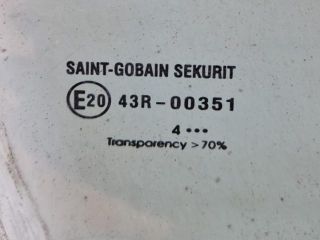 SAINT-GOBAIN SEKURIT
E20 43R-00351
4 •••
Transparency >70%